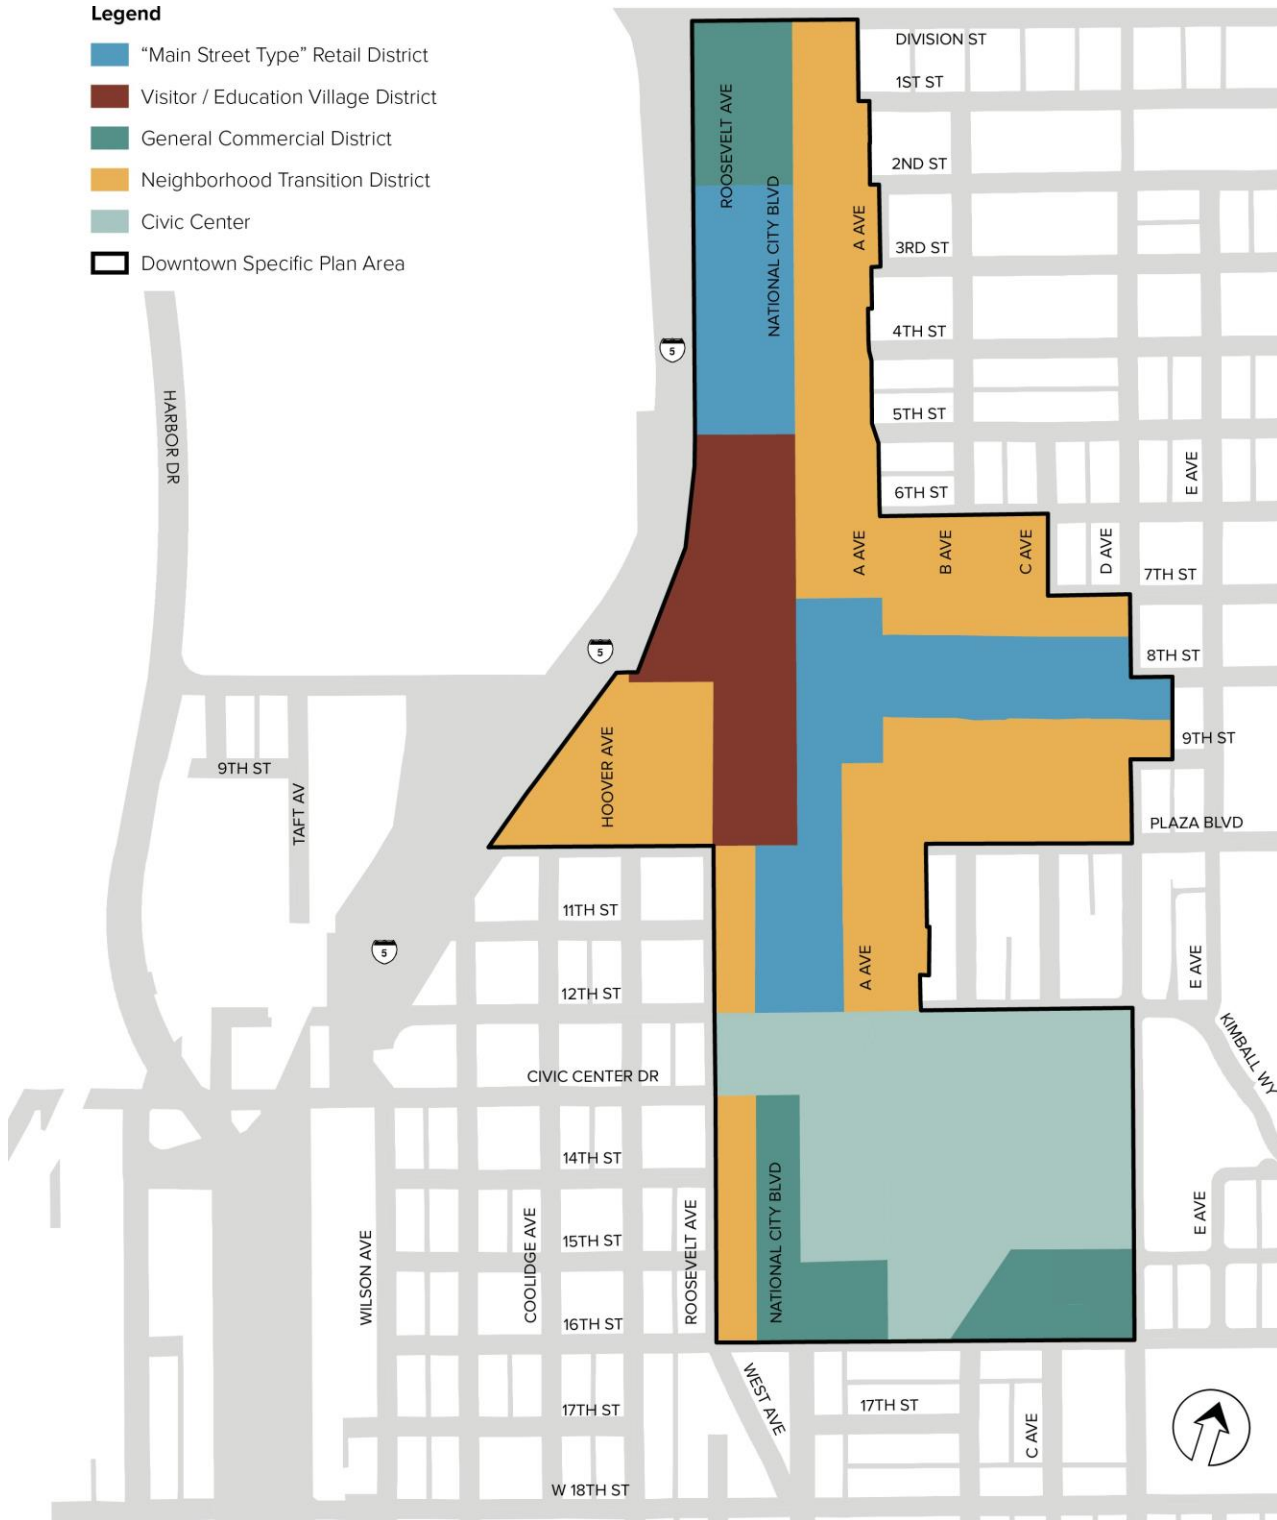 Legend
“Main Street Type” Retail District
Visitor / Education Village District
General Commercial District
Neighborhood Transition District
Civic Center
Downtown Specific Plan Area
DIVISION ST
1ST ST
ROOSEVELT AVE
2ND ST
NATIONAL CITY BLVD
A AVE
3RD ST
4TH ST
5
HARBOR DR
5TH ST
E AVE
6TH ST
A AVE
B AVE
C AVE
D AVE
7TH ST
5
8TH ST
9TH ST
HOOVER AVE
9TH ST
TAFT AV
PLAZA BLVD
11TH ST
5
A AVE
E AVE
12TH ST
KIMBALL WY
CIVIC CENTER DR
14TH ST
NATIONAL CITY BLVD
E AVE
WILSON AVE
COOLIDGE AVE
15TH ST
ROOSEVELT AVE
16TH ST
WEST AVE
17TH ST
17TH ST
C AVE
W 18TH ST